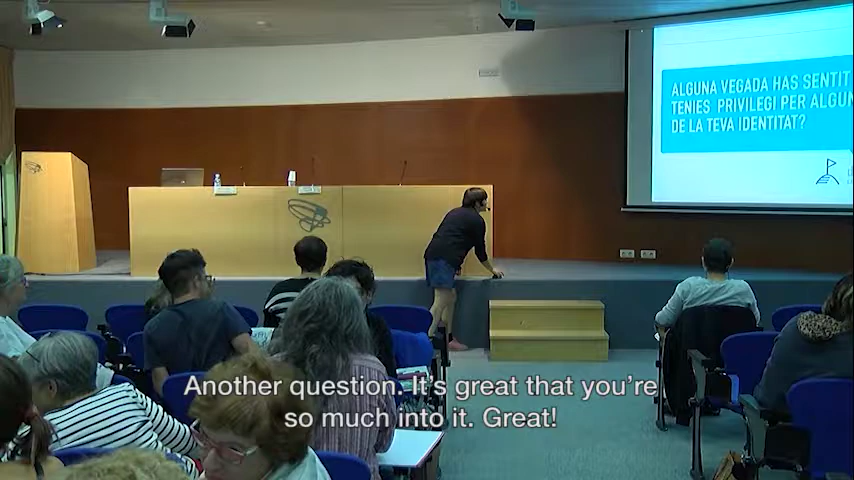 ALGUNA VEGADA HAS SENTIT
TENIES PRIVILEGI PER ALGUN
DE LA TEVA IDENTITAT?
Another question. It's great that you're
so much into it. Great!